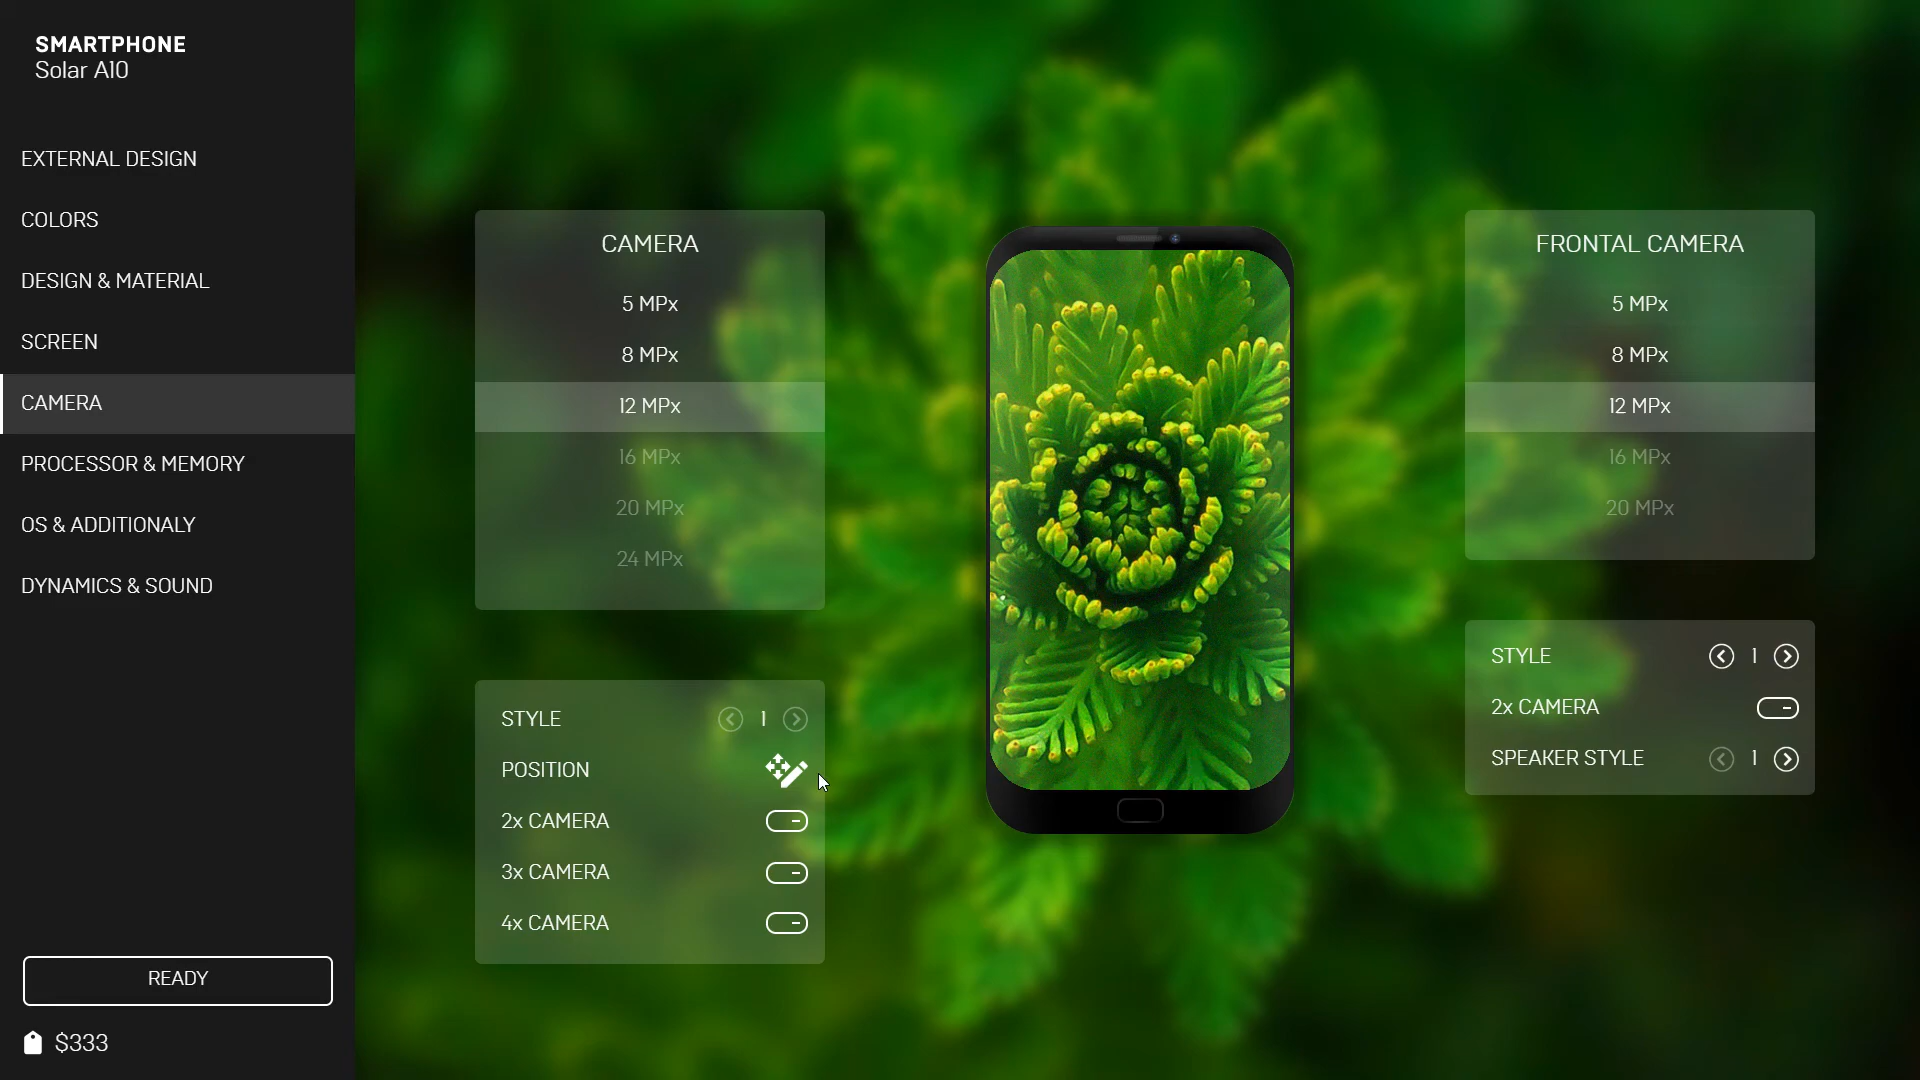 SMARTPHONE
Solar A10
EXTERNAL DESIGN
COLORS
DESIGN & MATERIAL
SCREEN
CAMERA
PROCESSOR & MEMORY
OS & ADDITIONALY
DYNAMICS & SOUND
READY
$333
CAMERA
5 MPx
8 MPx
12 MPx
16 MPx
20 MPx
24 MPx
STYLE 1
POSITION
2x CAMERA
3x CAMERA
4x CAMERA
FRONTAL CAMERA
5 MPx
8 MPx
12 MPx
16 MPx
20 MPx
STYLE 1
2x CAMERA
SPEAKER STYLE 1